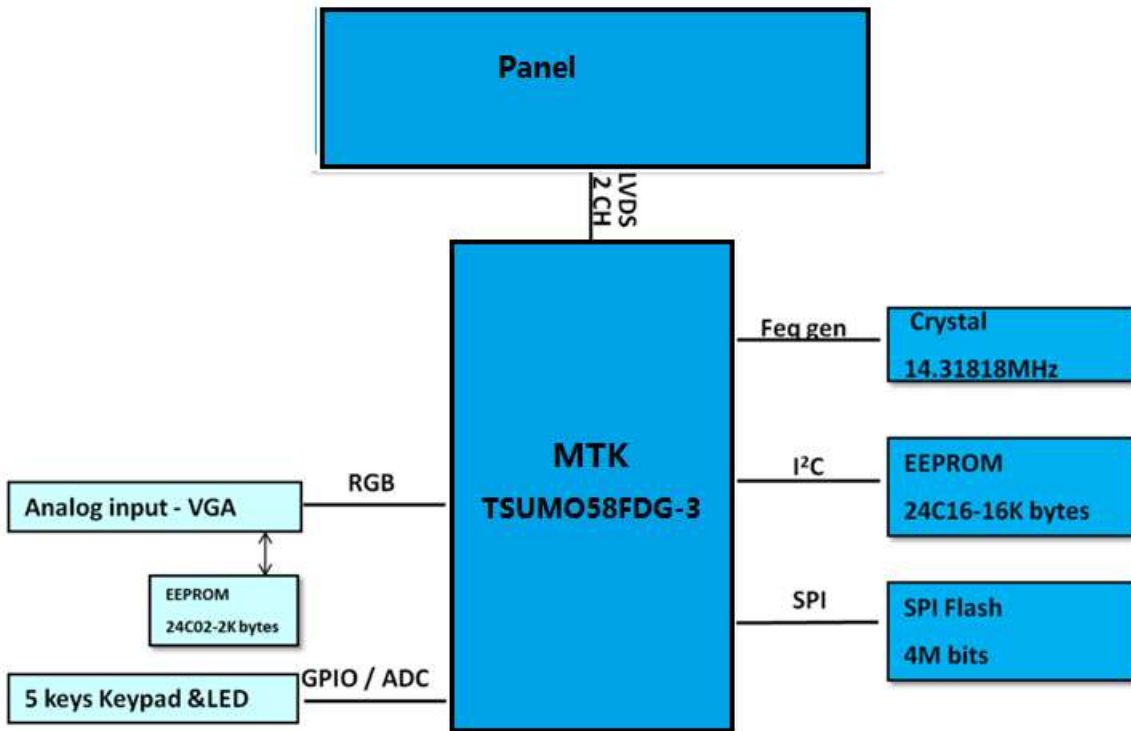 Panel
LVDS
2 CH
Feq gen
Crystal
14.31818MHz
MTK
TSUMO58FDG-3
I²C
EEPROM
24C16-16K bytes
RGB
Analog input - VGA
EEPROM
24C02-2K bytes
SPI
SPI Flash
4M bits
GPIO / ADC
5 keys Keypad &LED